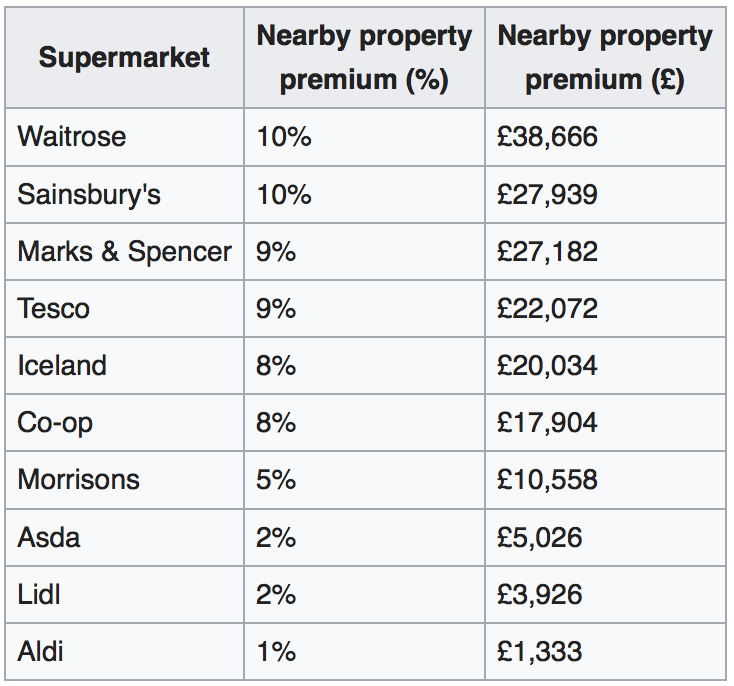 Supermarket Nearby property premium (%) Nearby property premium (£)
Waitrose 10% £38,666
Sainsbury's 10% £27,939
Marks & Spencer 9% £27,182
Tesco 9% £22,072
Iceland 8% £20,034
Co-op 8% £17,904
Morrisons 5% £10,558
Asda 2% £5,026
Lidl 2% £3,926
Aldi 1% £1,333